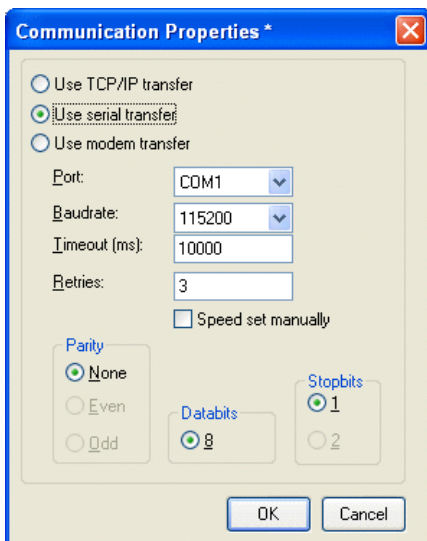 Communication Properties *
Use TCP/IP transfer
Use serial transfer
Use modem transfer
Port: COM1
Baudrate: 115200
Timeout (ms): 10000
Retries: 3
Speed set manually
Parity
None
Even
Odd
Databits
8
Stopbits
1
2
OK Cancel